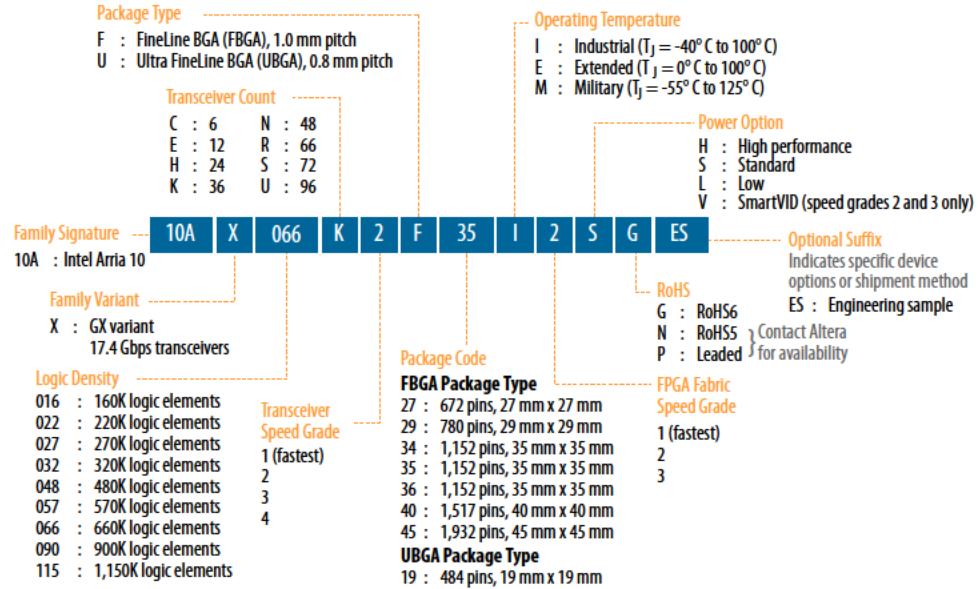 Package Type
F : FineLine BGA (FBGA), 1.0 mm pitch
U : Ultra FineLine BGA (UBGA), 0.8 mm pitch
Operating Temperature
I : Industrial (TJ = -40° C to 100° C)
E : Extended (TJ = 0° C to 100° C)
M : Military (TJ = -55° C to 125° C)
Transceiver Count
C : 6 N : 48
E : 12 R : 66
H : 24 S : 72
K : 36 U : 96
Power Option
H : High performance
S : Standard
L : Low
V : SmartVID (speed grades 2 and 3 only)
10A X 066 K 2 F 35 I 2 S G ES
Family Signature
10A : Intel Arria 10
Optional Suffix
Indicates specific device
options or shipment method
ES : Engineering sample
Family Variant
X : GX variant
17.4 Gbps transceivers
RoHS
G : RoHS6
N : RoHS5
P : Leaded
Contact Altera
for availability
Logic Density
016 : 160K logic elements
022 : 220K logic elements
027 : 270K logic elements
032 : 320K logic elements
048 : 480K logic elements
057 : 570K logic elements
066 : 660K logic elements
090 : 900K logic elements
115 : 1,150K logic elements
Transceiver
Speed Grade
1 (fastest)
2
3
4
Package Code
FBGA Package Type
27 : 672 pins, 27 mm x 27 mm
29 : 780 pins, 29 mm x 29 mm
34 : 1,152 pins, 35 mm x 35 mm
35 : 1,152 pins, 35 mm x 35 mm
36 : 1,152 pins, 35 mm x 35 mm
40 : 1,517 pins, 40 mm x 40 mm
45 : 1,932 pins, 45 mm x 45 mm
UBGA Package Type
19 : 484 pins, 19 mm x 19 mm
FPGA Fabric
Speed Grade
1 (fastest)
2
3